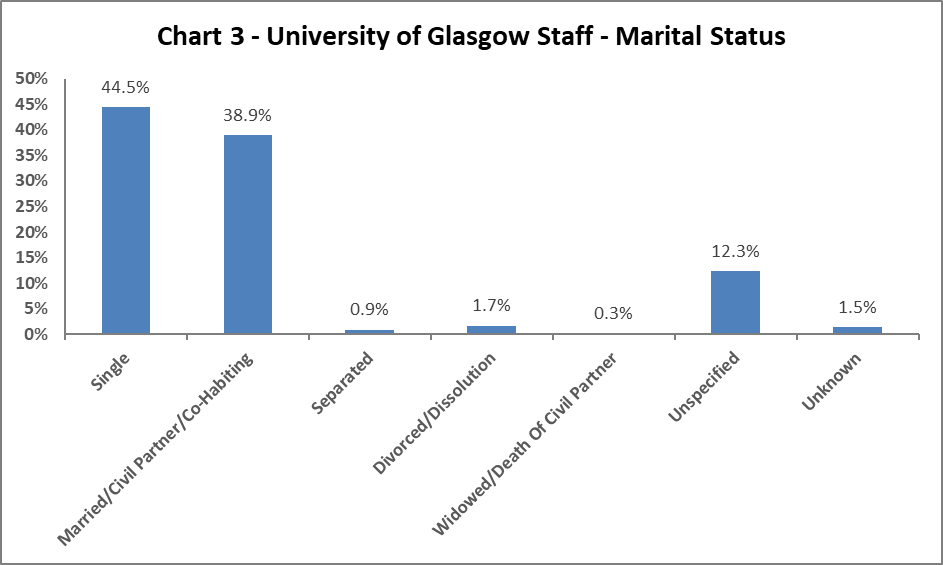 Chart 3 - University of Glasgow Staff - Marital Status
50%
45%
40%
35%
30%
25%
20%
15%
10%
5%
0%
44.5%
38.9%
0.9%
1.7%
0.3%
12.3%
1.5%
Single
Married/Civil Partner/Co-Habiting
Separated
Divorced/Dissolution
Widowed/Death Of Civil Partner
Unspecified
Unknown